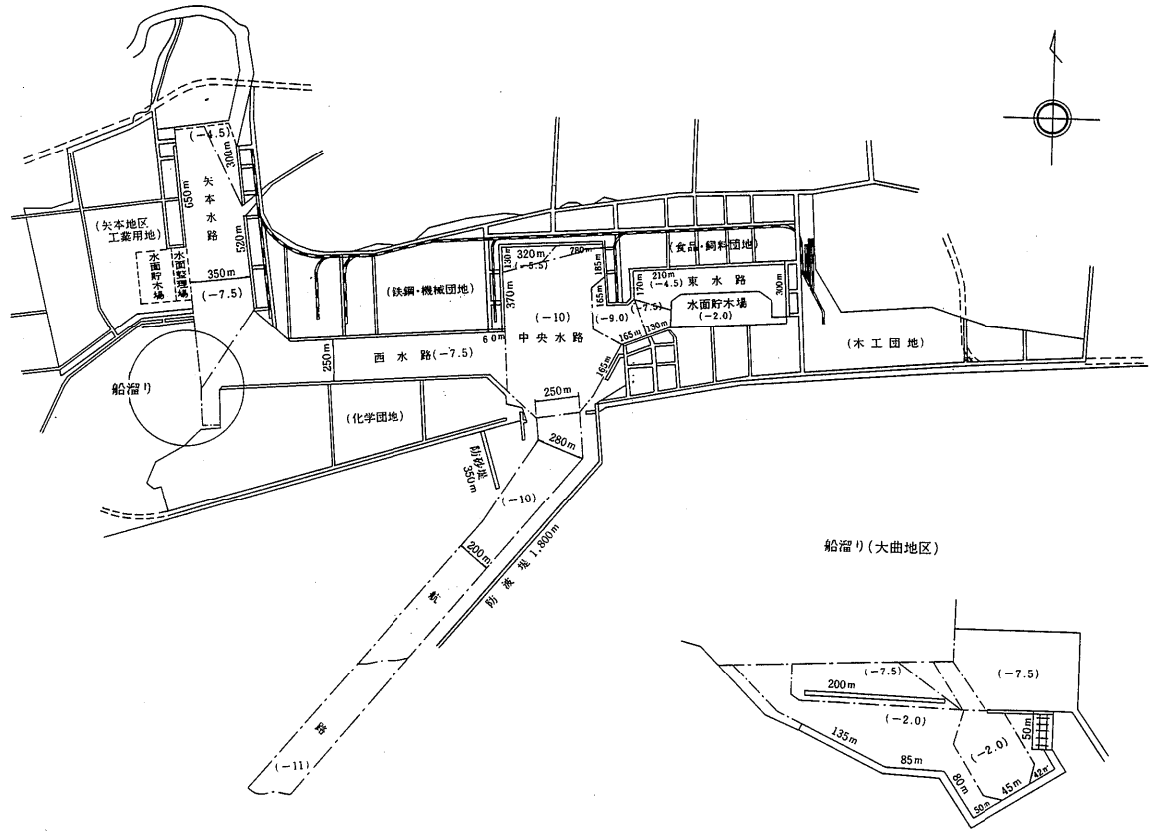 (−4.5)
300m
矢本水路
650m
520m
(矢本地区
工業用地)
水面貯木場
水面整理場
350m
(−7.5)
船溜り
(鉄鋼・機械団地)
130m
320m
(−5.5)
280m
185m
370m
165m
60m
(−10)
中央水路
(−9.0)
(食品・飼料団地)
210m
(−4.5)
東水路
170m
300m
水面貯木場
(−2.0)
(−7.5)
165m
130m
165m
(木工団地)
250m
西水路(−7.5)
250m
(化学団地)
280m
防砂堤
350m
(−10)
200m
防波堤 1,800m
航
路
(−11)
船溜り(大曲地区)
(−7.5)
(−7.5)
200m
(−2.0)
50m
135m
(−2.0)
85m
80m
42m
45m
50m